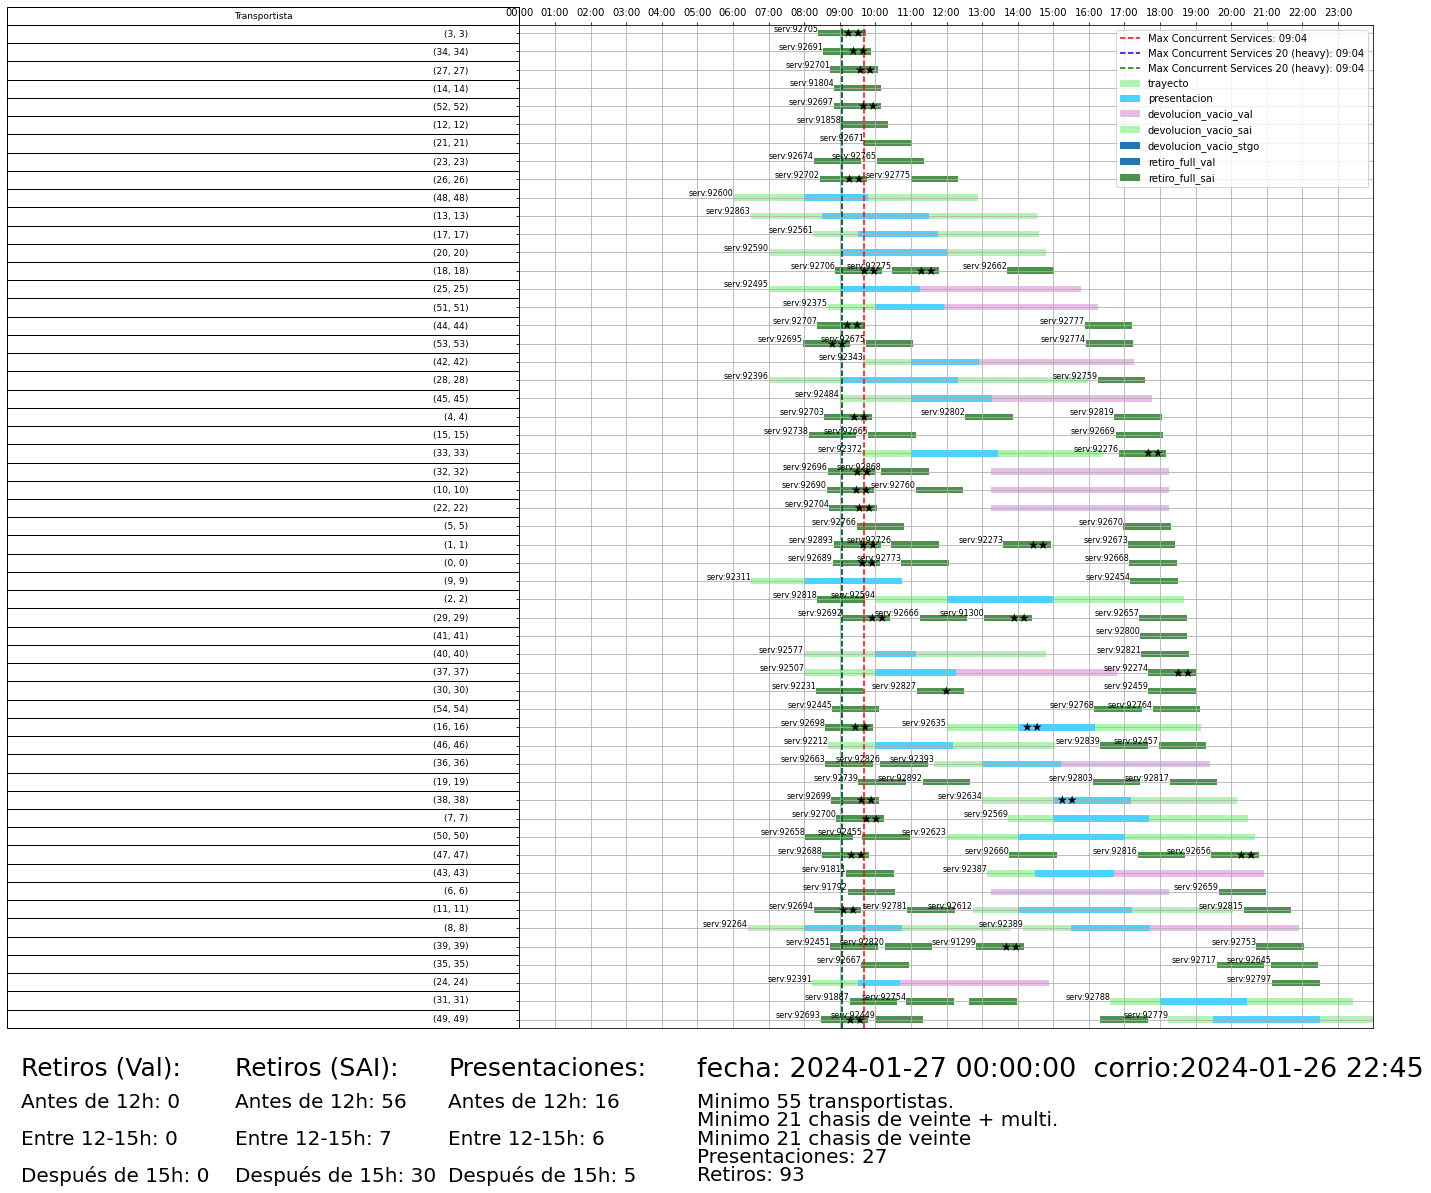 Transportista
00:00 01:00 02:00 03:00 04:00 05:00 06:00 07:00 08:00 09:00 10:00 11:00 12:00 13:00 14:00 15:00 16:00 17:00 18:00 19:00 20:00 21:00 22:00 23:00
Max Concurrent Services: 09:04
Max Concurrent Services 20 (heavy): 09:04
Max Concurrent Services 20 (heavy): 09:04
trayecto
presentacion
devolucion_vacio_val
devolucion_vacio_sai
devolucion_vacio_stgo
retiro_full_val
retiro_full_sai
(3, 3) serv:92705
(34, 34) serv:92691
(27, 27) serv:92701
(14, 14) serv:91804
(52, 52) serv:92697
(12, 12) serv:91858
(21, 21) serv:92671
(23, 23) serv:92674 serv:92765
(26, 26) serv:92702 serv:92775
(48, 48) serv:92600
(13, 13) serv:92863
(17, 17) serv:92561
(20, 20) serv:92590
(18, 18) serv:92706 serv:92275 serv:92662
(25, 25) serv:92495
(51, 51) serv:92375
(44, 44) serv:92707 serv:92777
(53, 53) serv:92695 serv:92675 serv:92774
(42, 42) serv:92343
(28, 28) serv:92396 serv:92759
(45, 45) serv:92484
(4, 4) serv:92703 serv:92802 serv:92819
(15, 15) serv:92738 serv:92665 serv:92669
(33, 33) serv:92372 serv:92276
(32, 32) serv:92696 serv:92868
(10, 10) serv:92690 serv:92760
(22, 22) serv:92704
(5, 5) serv:92766 serv:92670
(1, 1) serv:92893 serv:92726 serv:92273 serv:92673
(0, 0) serv:92689 serv:92773 serv:92668
(9, 9) serv:92311 serv:92454
(2, 2) serv:92818 serv:92594
(29, 29) serv:92692 serv:92666 serv:91300 serv:92657
(41, 41) serv:92800
(40, 40) serv:92577 serv:92821
(37, 37) serv:92507 serv:92274
(30, 30) serv:92231 serv:92827 serv:92459
(54, 54) serv:92445 serv:92768 serv:92764
(16, 16) serv:92698 serv:92635
(46, 46) serv:92212 serv:92839 serv:92457
(36, 36) serv:92663 serv:92826 serv:92393
(19, 19) serv:92739 serv:92892 serv:92803 serv:92817
(38, 38) serv:92699 serv:92634
(7, 7) serv:92700 serv:92569
(50, 50) serv:92658 serv:92455 serv:92623
(47, 47) serv:92688 serv:92660 serv:92816 serv:92656
(43, 43) serv:91811 serv:92387
(6, 6) serv:91792 serv:92659
(11, 11) serv:92694 serv:92781 serv:92612 serv:92815
(8, 8) serv:92264 serv:92389
(39, 39) serv:92451 serv:92820 serv:91299 serv:92753
(35, 35) serv:92667 serv:92717 serv:92645
(24, 24) serv:92391 serv:92797
(31, 31) serv:91887 serv:92754 serv:92788
(49, 49) serv:92693 serv:92449 serv:92779
Retiros (Val):
Antes de 12h: 0
Entre 12-15h: 0
Después de 15h: 0
Retiros (SAI):
Antes de 12h: 56
Entre 12-15h: 7
Después de 15h: 30
Presentaciones:
Antes de 12h: 16
Entre 12-15h: 6
Después de 15h: 5
fecha: 2024-01-27 00:00:00 corrio:2024-01-26 22:45
Minimo 55 transportistas.
Minimo 21 chasis de veinte + multi.
Minimo 21 chasis de veinte
Presentaciones: 27
Retiros: 93